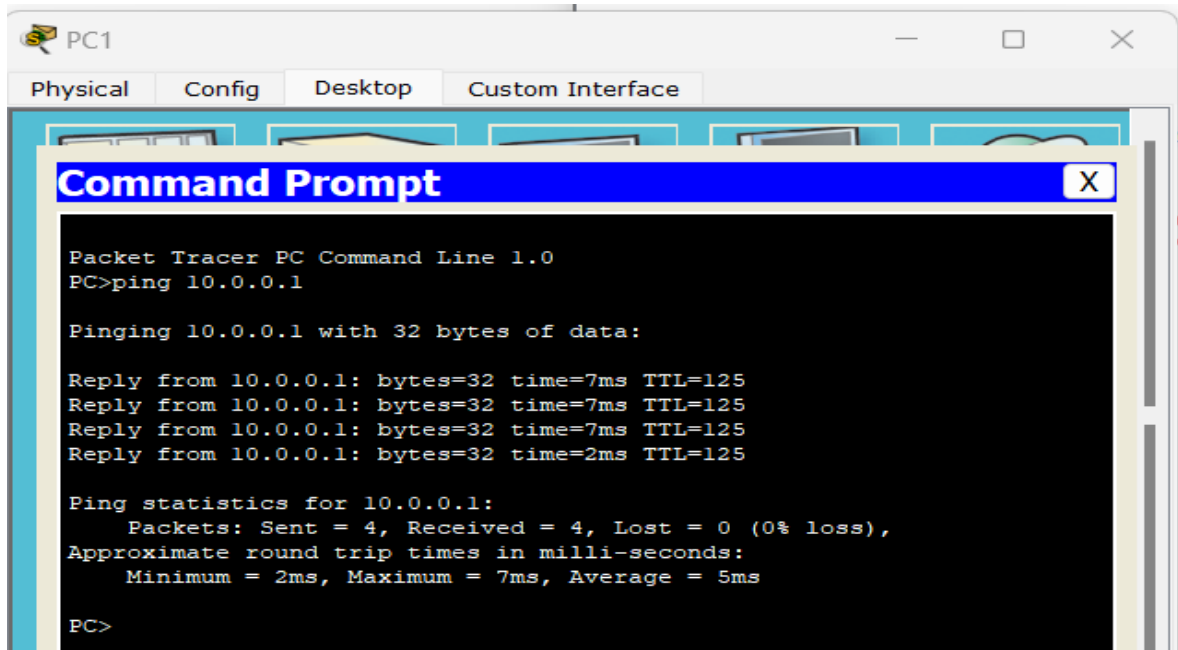 PC1
Physical Config Desktop Custom Interface
Command Prompt X
Packet Tracer PC Command Line 1.0
PC>ping 10.0.0.1
Pinging 10.0.0.1 with 32 bytes of data:
Reply from 10.0.0.1: bytes=32 time=7ms TTL=125
Reply from 10.0.0.1: bytes=32 time=7ms TTL=125
Reply from 10.0.0.1: bytes=32 time=7ms TTL=125
Reply from 10.0.0.1: bytes=32 time=2ms TTL=125
Ping statistics for 10.0.0.1:
Packets: Sent = 4, Received = 4, Lost = 0 (0% loss),
Approximate round trip times in milli-seconds:
Minimum = 2ms, Maximum = 7ms, Average = 5ms
PC>